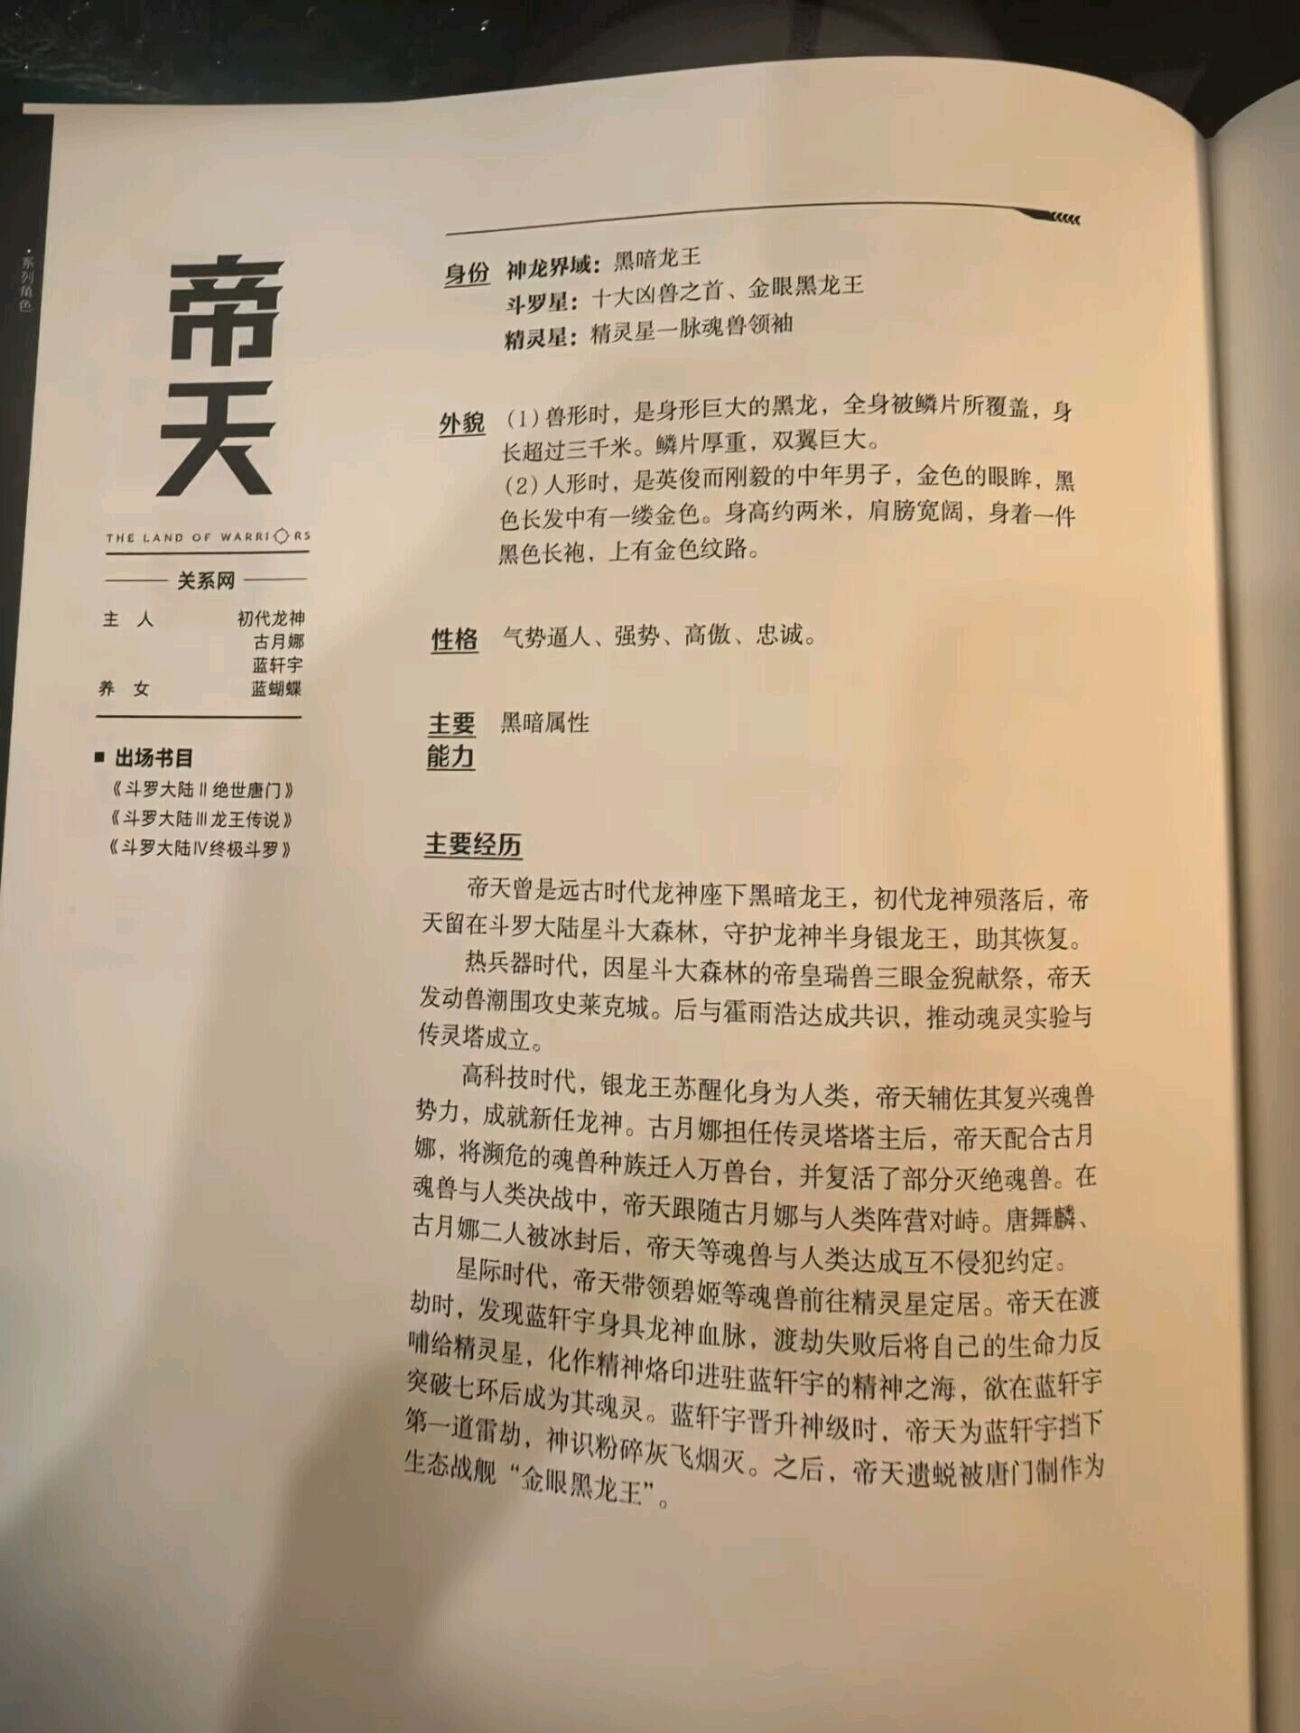 ·系列角色
帝天
THE LAND OF WARRIORS
关系网
主人 初代龙神
古月娜
蓝轩宇
养女 蓝蝴蝶
■ 出场书目
《斗罗大陆Ⅱ绝世唐门》
《斗罗大陆Ⅲ龙王传说》
《斗罗大陆Ⅳ终极斗罗》
身份 神龙界域：黑暗龙王
斗罗星：十大凶兽之首、金眼黑龙王
精灵星：精灵星一脉魂兽领袖
外貌 （1）兽形时，是身形巨大的黑龙，全身被鳞片所覆盖，身
长超过三千米。鳞片厚重，双翼巨大。
（2）人形时，是英俊而刚毅的中年男子，金色的眼眸，黑
色长发中有一缕金色。身高约两米，肩膀宽阔，身着一件
黑色长袍，上有金色纹路。
性格 气势逼人、强势、高傲、忠诚。
主要 黑暗属性
能力
主要经历
帝天曾是远古时代龙神座下黑暗龙王，初代龙神殒落后，帝
天留在斗罗大陆星斗大森林，守护龙神半身银龙王，助其恢复。
热兵器时代，因星斗大森林的帝皇瑞兽三眼金猊献祭，帝天
发动兽潮围攻史莱克城。后与霍雨浩达成共识，推动魂灵实验与
传灵塔成立。
高科技时代，银龙王苏醒化身为人类，帝天辅佐其复兴魂兽
势力，成就新任龙神。古月娜担任传灵塔塔主后，帝天配合古月
娜，将濒危的魂兽种族迁入万兽台，并复活了部分灭绝魂兽。在
魂兽与人类决战中，帝天跟随古月娜与人类阵营对峙。唐舞麟、
古月娜二人被冰封后，帝天等魂兽与人类达成互不侵犯约定。
星际时代，帝天带领碧姬等魂兽前往精灵星定居。帝天在渡
劫时，发现蓝轩宇身具龙神血脉，渡劫失败后将自己的生命力反
哺给精灵星，化作精神烙印进驻蓝轩宇的精神之海，欲在蓝轩宇
突破七环后成为其魂灵。蓝轩宇晋升神级时，帝天为蓝轩宇挡下
第一道雷劫，神识粉碎灰飞烟灭。之后，帝天遗蜕被唐门制作为
生态战舰“金眼黑龙王”。